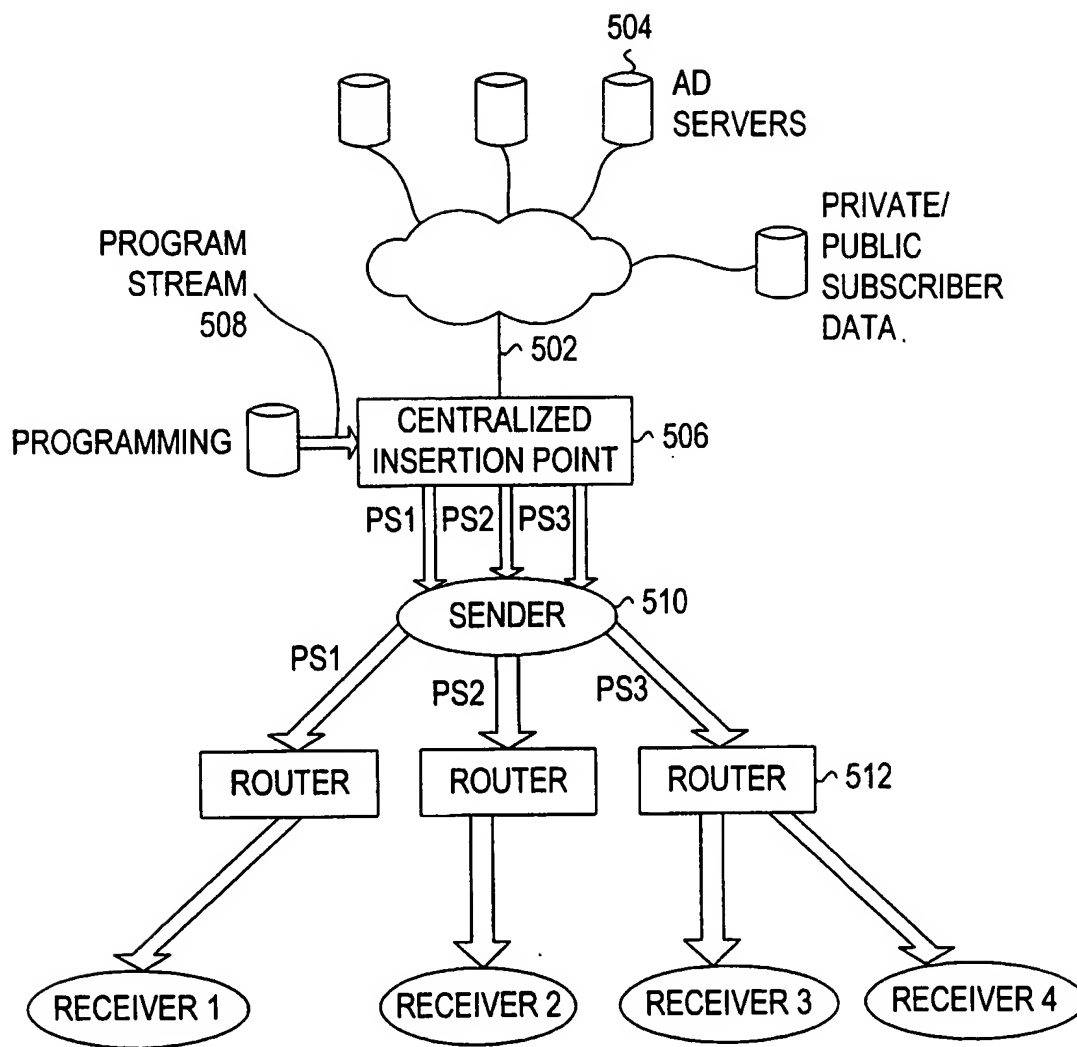 504
AD
SERVERS
PRIVATE/
PUBLIC
SUBSCRIBER
DATA
PROGRAM
STREAM
508
502
PROGRAMMING
CENTRALIZED
INSERTION POINT
506
PS1 PS2 PS3
SENDER
510
PS1
PS2
PS3
ROUTER
ROUTER
ROUTER
512
RECEIVER 1
RECEIVER 2
RECEIVER 3
RECEIVER 4